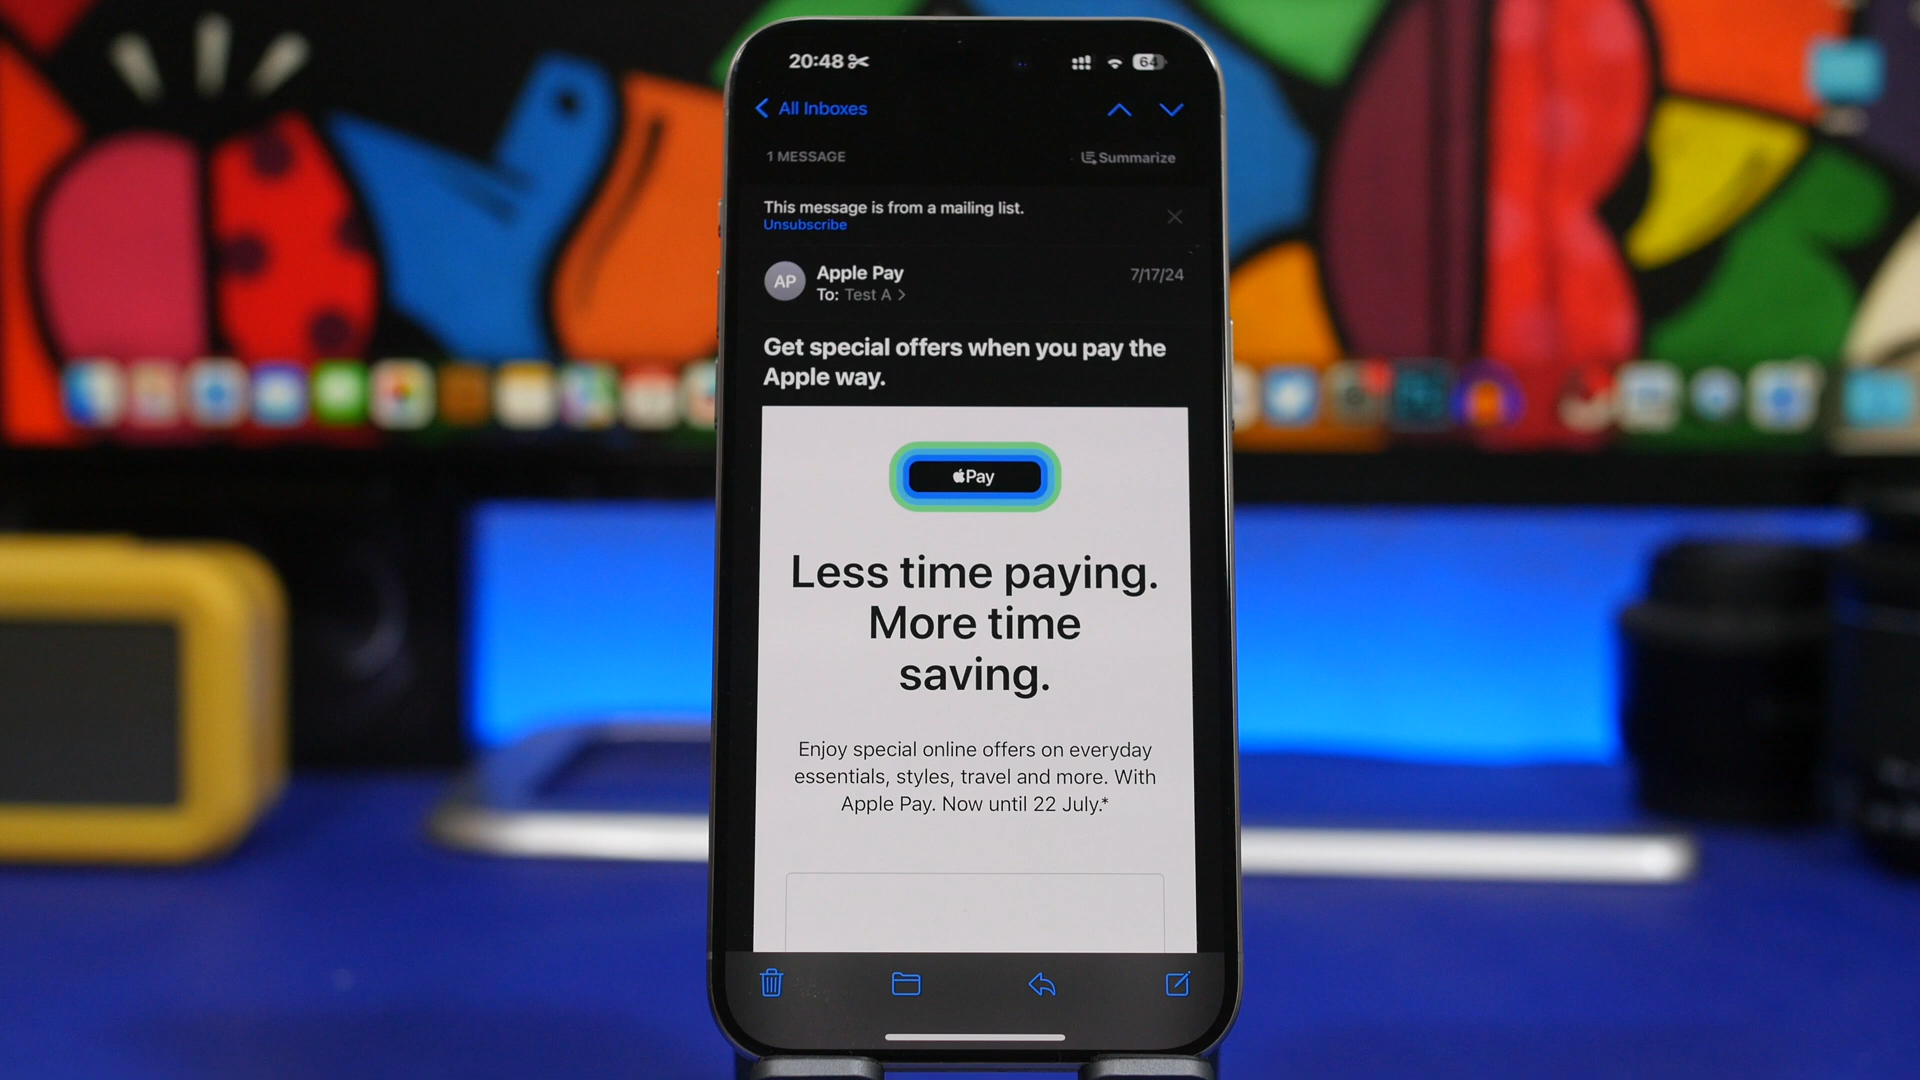 20:48
64
All Inboxes
1 MESSAGE
Summarize
This message is from a mailing list.
Unsubscribe
AP
Apple Pay
7/17/24
To: Test A
Get special offers when you pay the
Apple way.
Pay
Less time paying.
More time
saving.
Enjoy special online offers on everyday
essentials, styles, travel and more. With
Apple Pay. Now until 22 July.*